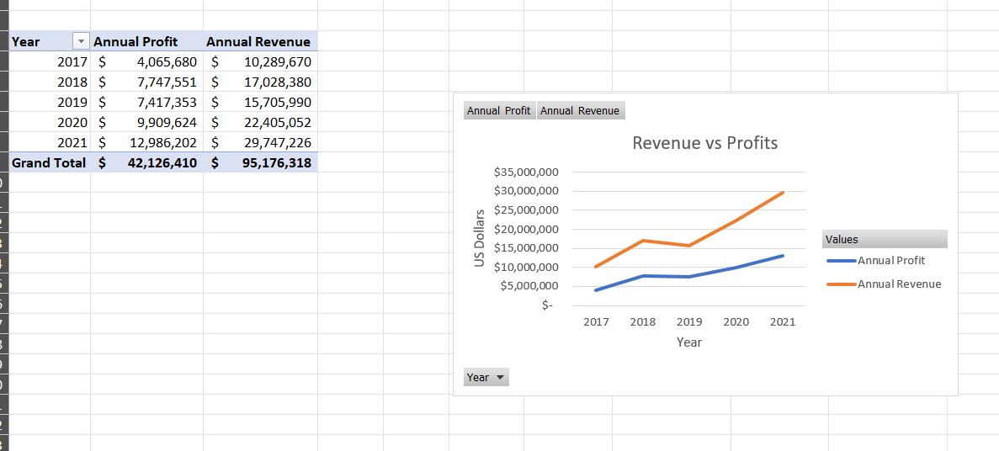 Year Annual Profit Annual Revenue
2017 $ 4,065,680 $ 10,289,670
2018 $ 7,747,551 $ 17,028,380
2019 $ 7,417,353 $ 15,705,990
2020 $ 9,909,624 $ 22,405,052
2021 $ 12,986,202 $ 29,747,226
Grand Total $ 42,126,410 $ 95,176,318
Annual Profit Annual Revenue
Revenue vs Profits
US Dollars
$35,000,000
$30,000,000
$25,000,000
$20,000,000
$15,000,000
$10,000,000
$5,000,000
$-
2017 2018 2019 2020 2021
Year
Values
Annual Profit
Annual Revenue
Year